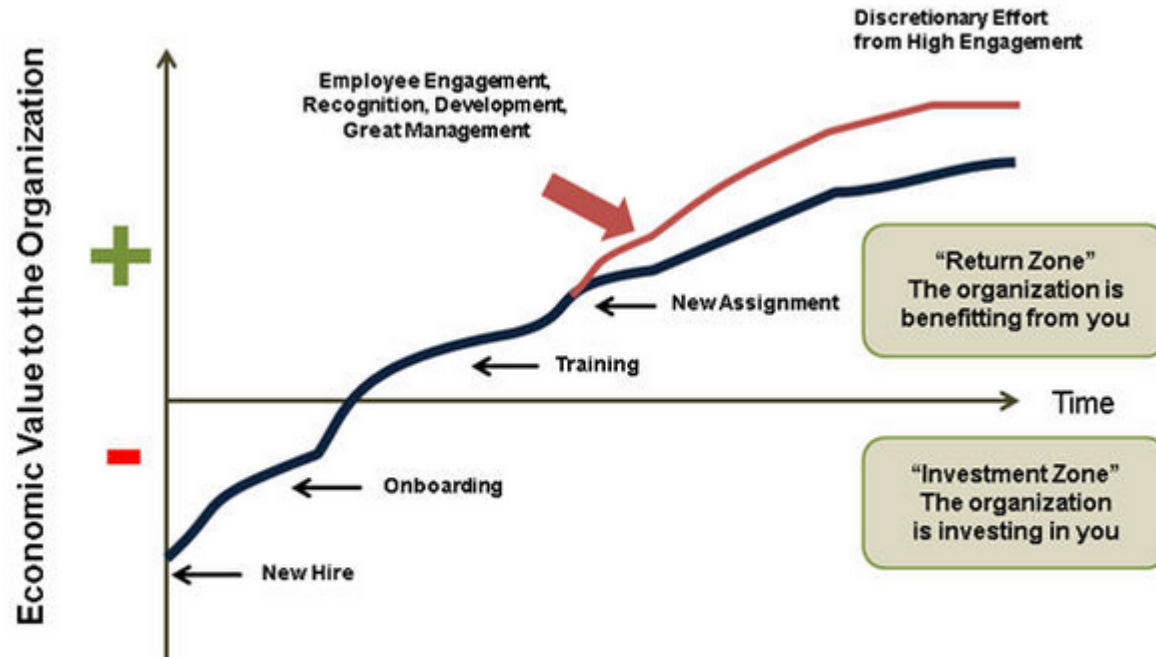 Discretionary Effort
from High Engagement
Employee Engagement,
Recognition, Development,
Great Management
Economic Value to the Organization
+
“Return Zone”
The organization is
benefitting from you
New Assignment
Training
Time
-
“Investment Zone”
The organization
is investing in you
Onboarding
New Hire